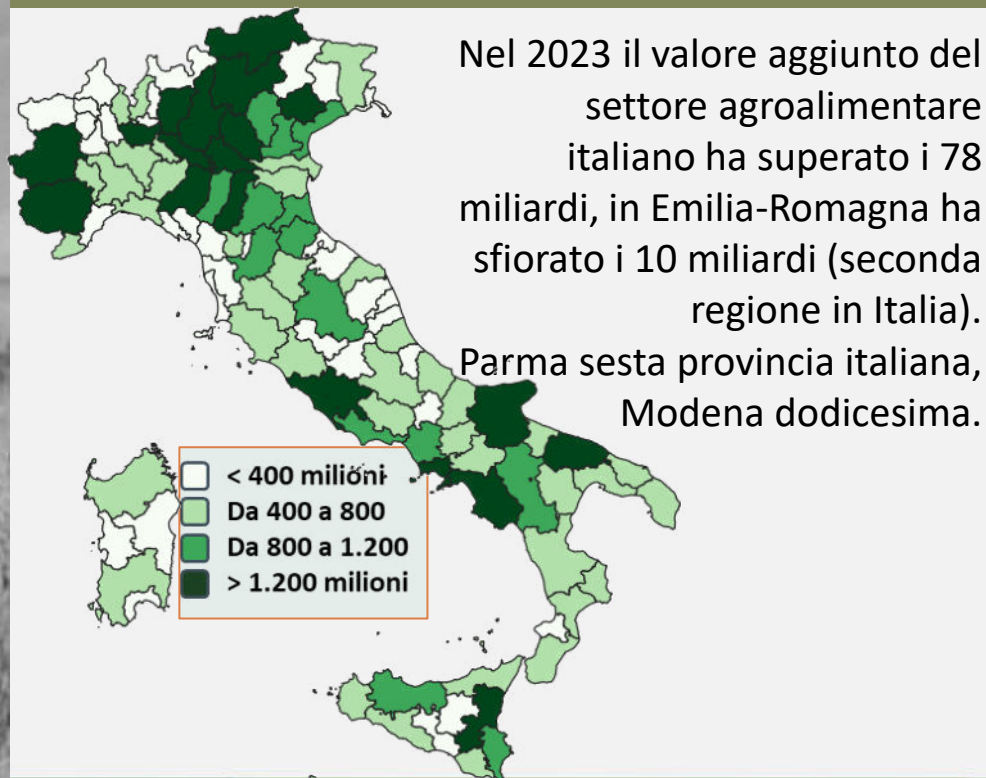 Nel 2023 il valore aggiunto del
settore agroalimentare
italiano ha superato i 78
miliardi, in Emilia-Romagna ha
sfiorato i 10 miliardi (seconda
regione in Italia).
Parma sesta provincia italiana,
Modena dodicesima.
< 400 milioni
Da 400 a 800
Da 800 a 1.200
> 1.200 milioni